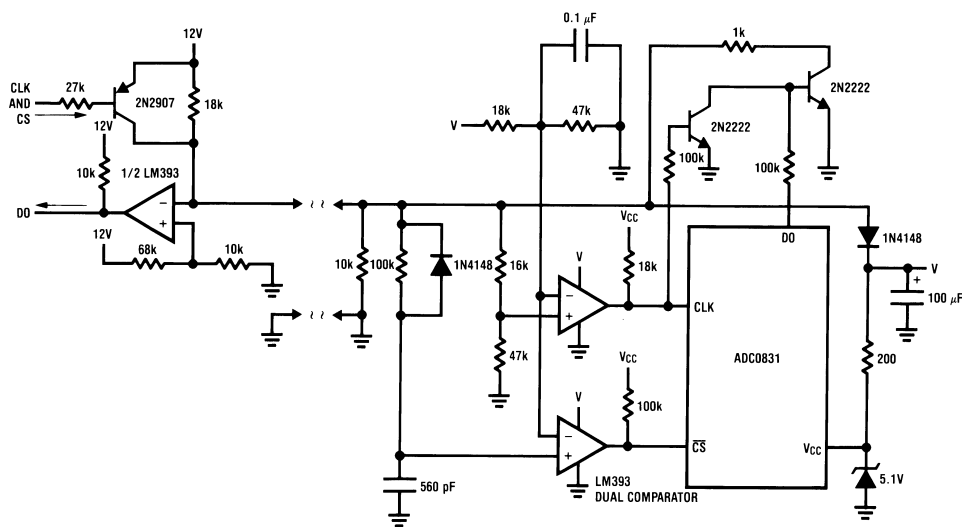 0.1 μF
12V
1k
CLK
AND
CS
27k
2N2907
18k
2N2222
12V
V
18k
47k
2N2222
10k
1/2 LM393
100k
100k
DO
−
+
VCC
DO
1N4148
12V
68k
10k
10k
100k
1N4148
16k
V
18k
V
+
100 μF
−
+
CLK
ADC0831
47k
VCC
200
V
100k
−
+
CS
VCC
560 pF
LM393
DUAL COMPARATOR
5.1V